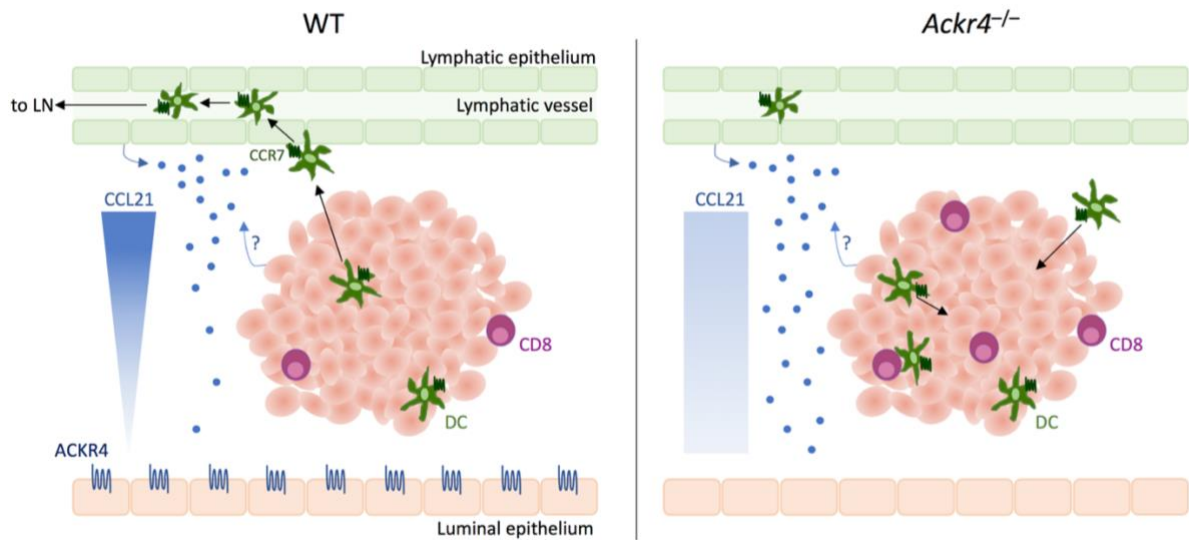 WT
Lymphatic epithelium
to LN
Lymphatic vessel
CCR7
CCL21
?
CD8
DC
ACKR4
Luminal epithelium
Ackr4–/–
CCL21
?
CD8
DC